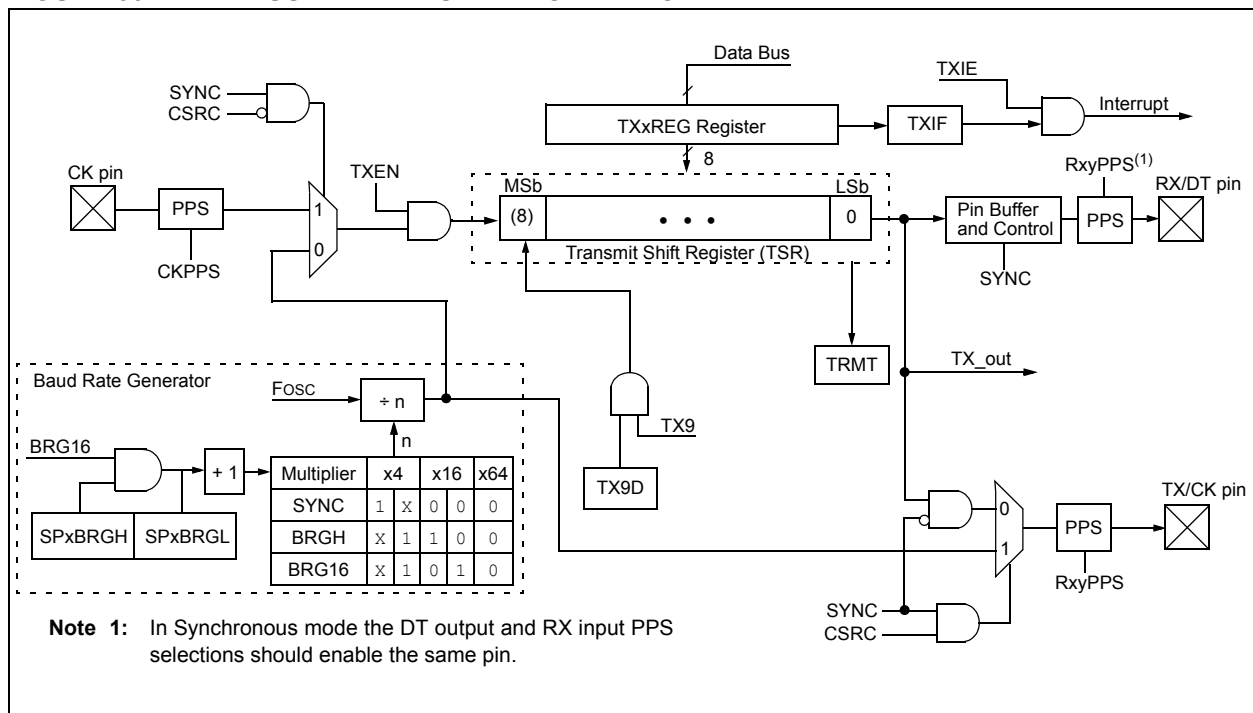 Data Bus
TXIE
SYNC
CSRC
Interrupt
TXxREG Register
TXIF
8
RxyPPS(1)
CK pin
TXEN
MSb
LSb
RX/DT pin
PPS
1
(8)
• • •
0
Pin Buffer
and Control
PPS
0
Transmit Shift Register (TSR)
CKPPS
SYNC
TRMT
TX_out
Baud Rate Generator
FOSC
÷ n
n
TX9
BRG16
+ 1
Multiplier x4 x16 x64
TX9D
TX/CK pin
SYNC 1 X 0 0 0
0
PPS
SPxBRGH SPxBRGL
BRGH X 1 1 0 0
1
BRG16 X 1 0 1 0
RxyPPS
SYNC
CSRC
Note 1: In Synchronous mode the DT output and RX input PPS
selections should enable the same pin.